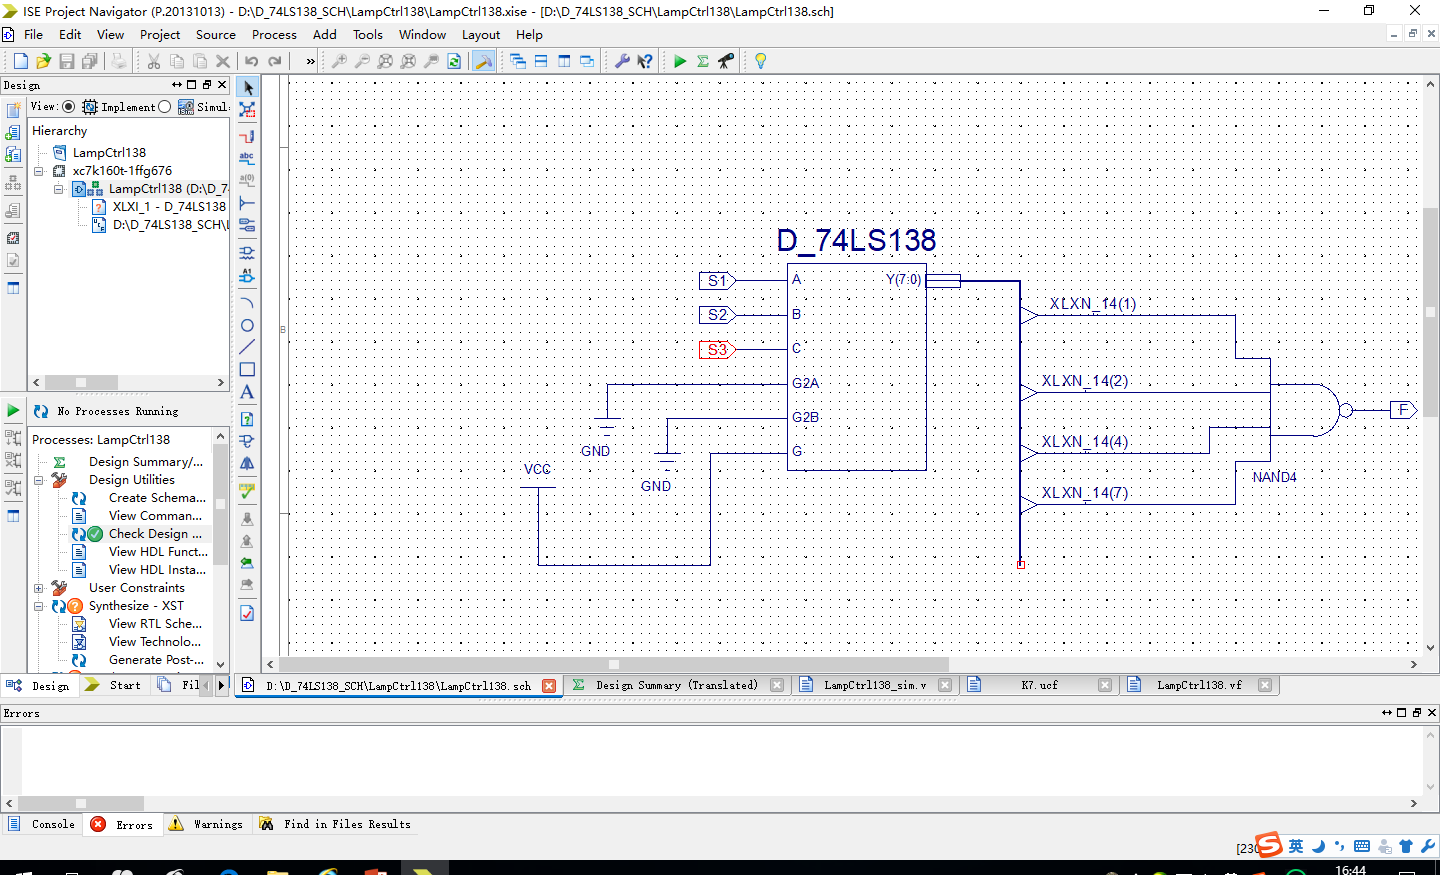 ISE Project Navigator (P.20131013) - D:\D_74LS138_SCH\LampCtrl138\LampCtrl138.xise - [D:\D_74LS138_SCH\LampCtrl138\LampCtrl138.sch]
File Edit View Project Source Process Add Tools Window Layout Help
»
Design
View: Implement Simul
Hierarchy
LampCtrl138
xc7k160t-1ffg676
LampCtrl138 (D:\D_7
XLXI_1 - D_74LS138
D:\D_74LS138_SCH\L
No Processes Running
Processes: LampCtrl138
Design Summary/...
Design Utilities
Create Schema...
View Comman...
Check Design ...
View HDL Funct...
View HDL Insta...
User Constraints
Synthesize - XST
View RTL Sche...
View Technolo...
Generate Post-...
Design Start Fil
abc
a(0)
A1
A
B
D_74LS138
S1 A Y(7:0)
S2 B
S3 C
G2A
G2B
G
GND
GND
VCC
XLXN_14(1)
XLXN_14(2)
XLXN_14(4)
XLXN_14(7)
F
NAND4
D:\D_74LS138_SCH\LampCtrl138\LampCtrl138.sch Design Summary (Translated) LampCtrl138_sim.v K7.ucf LampCtrl138.vf
Errors
Console Errors Warnings Find in Files Results
[230
英
16:44